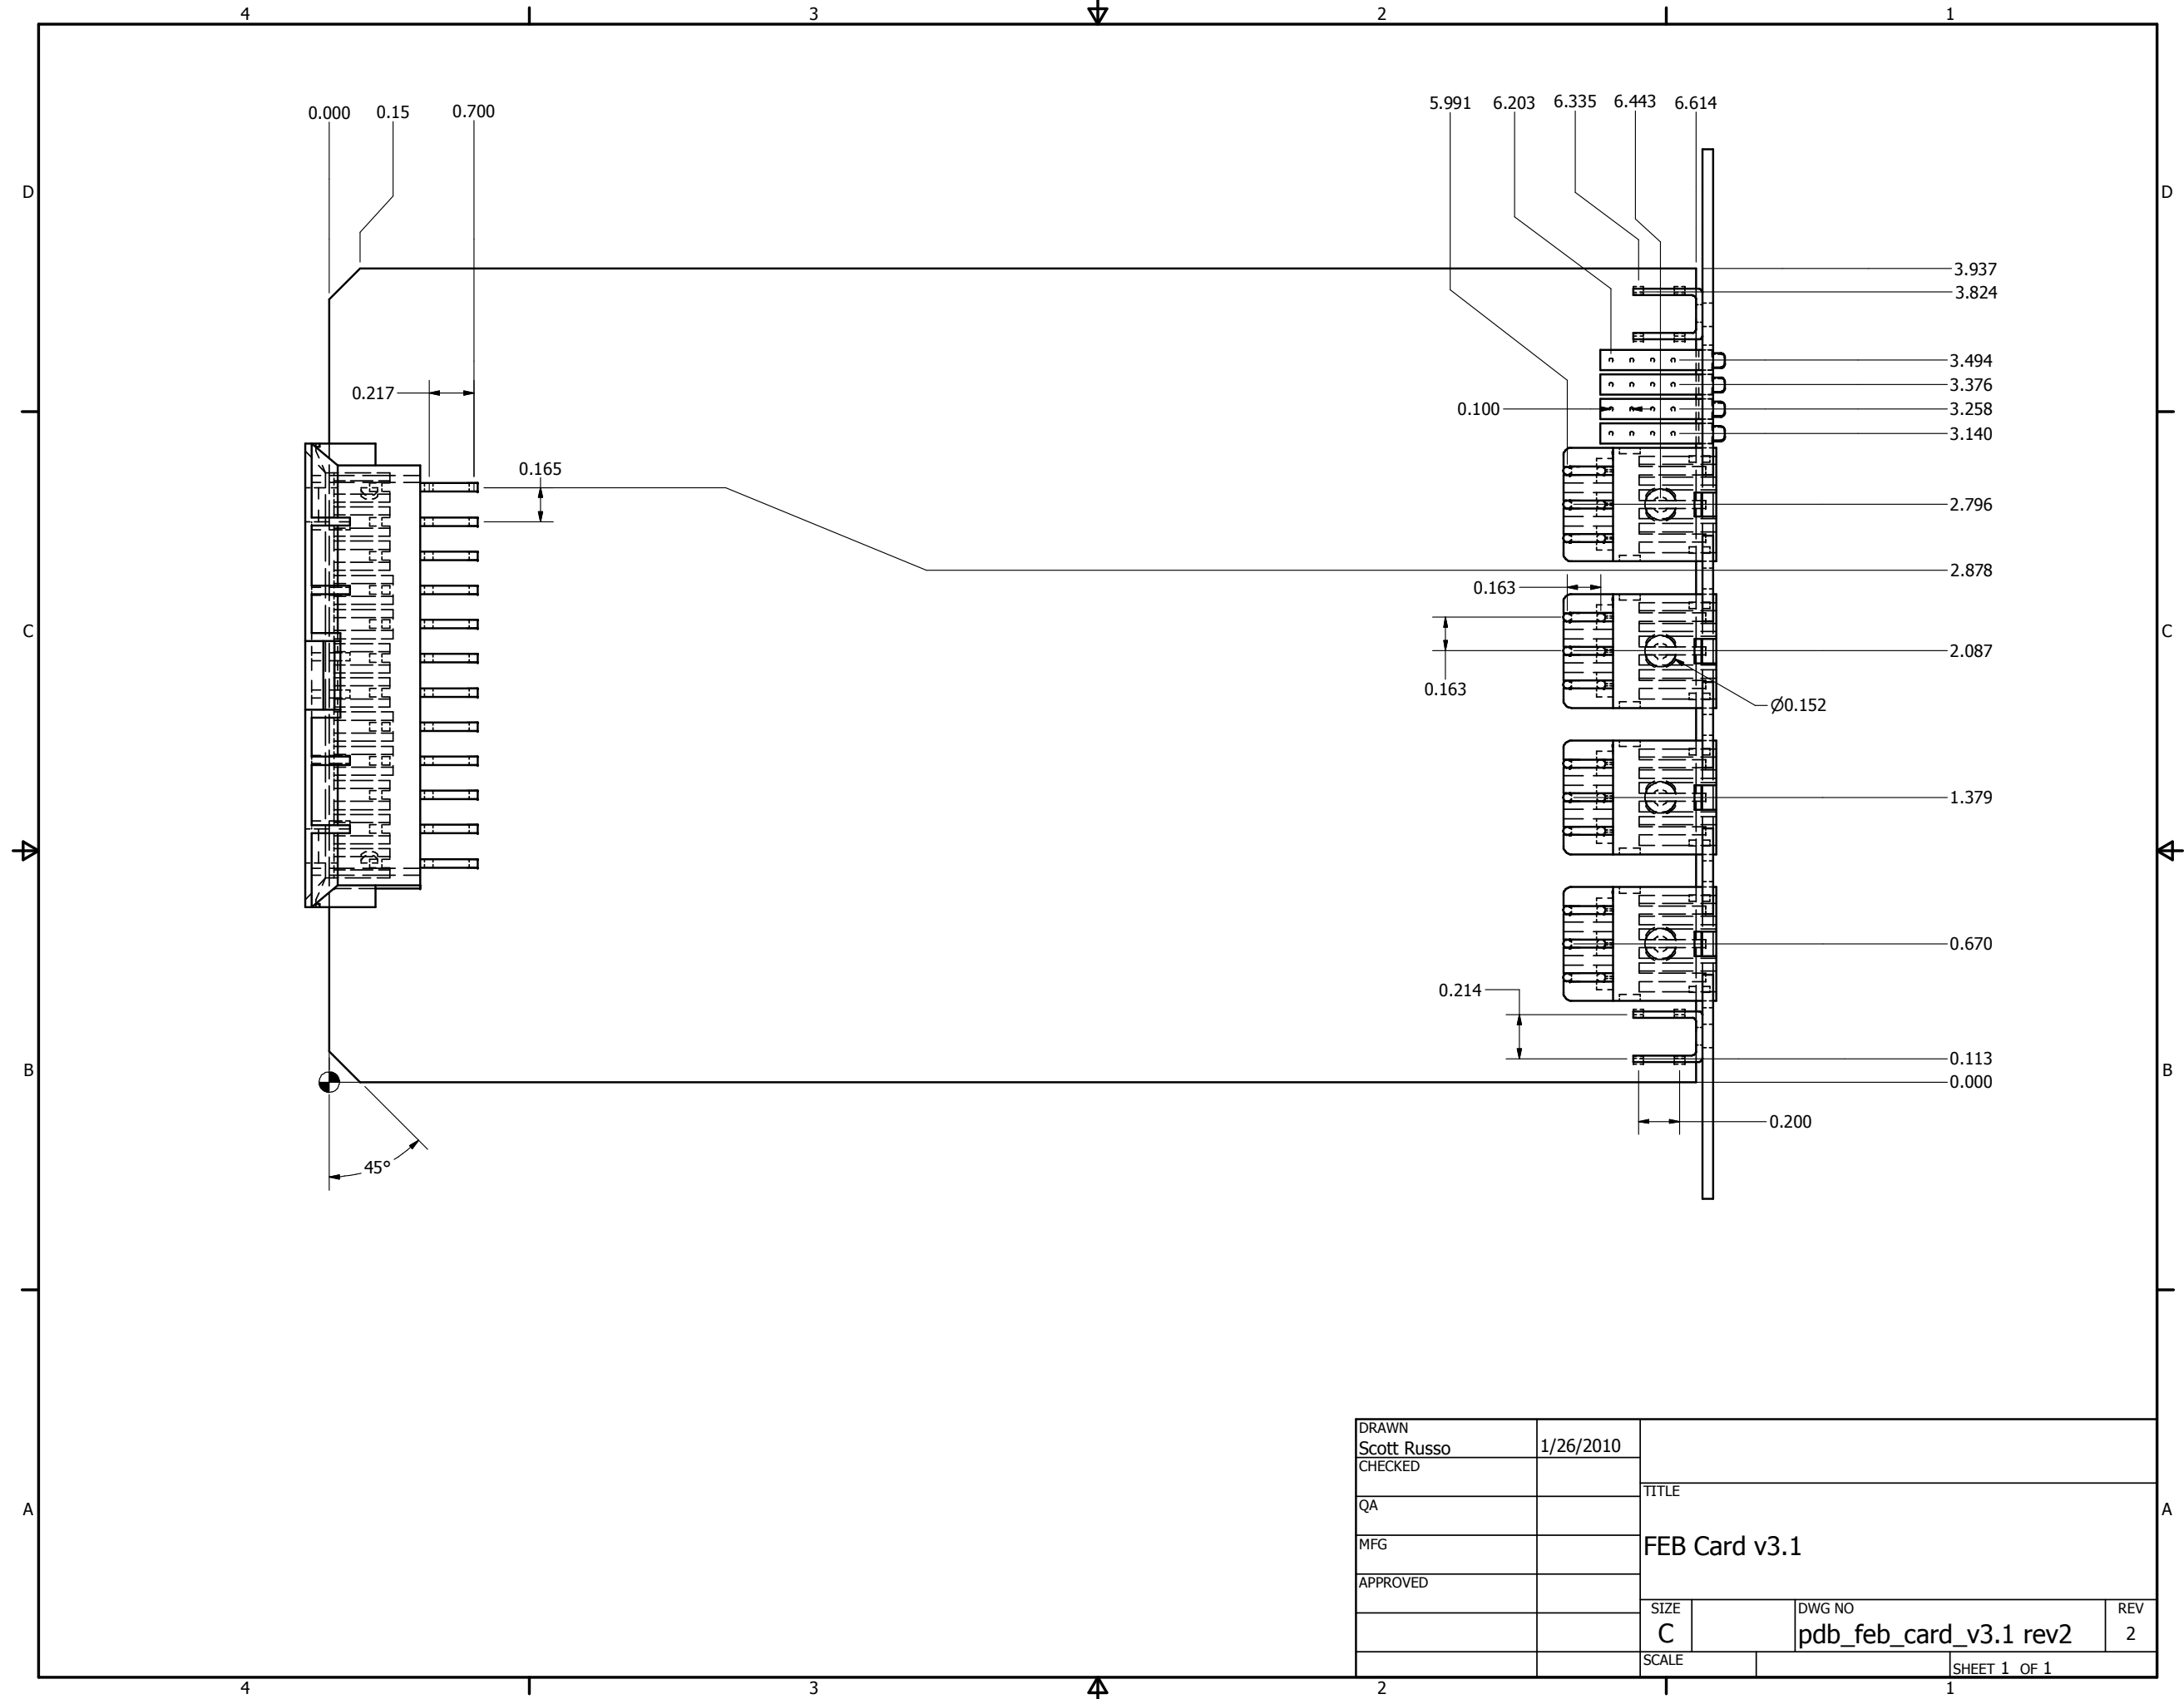 4 3 2 1
0.000 0.15 0.700 5.991 6.203 6.335 6.443 6.614
D D
3.937
3.824
3.494
0.217 3.376
0.100 3.258
3.140
0.165
2.796
2.878
0.163
C C
2.087
0.163
Ø0.152
1.379
0.670
0.214
0.113
B B
0.000
0.200
45°
DRAWN
Scott Russo 1/26/2010
CHECKED
TITLE
QA
A A
MFG
FEB Card v3.1
APPROVED
SIZE DWG NO REV
C pdb_feb_card_v3.1 rev2 2
SCALE
SHEET 1 OF 1
4 3 2 1